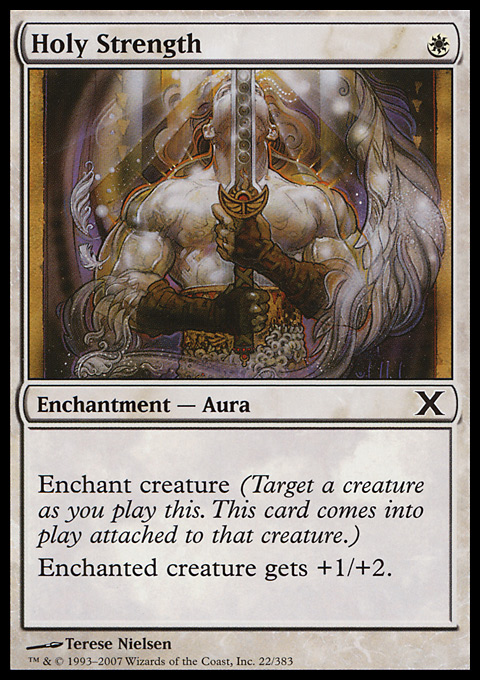 Holy Strength
Enchantment — Aura
X
Enchant creature (Target a creature
as you play this. This card comes into
play attached to that creature.)
Enchanted creature gets +1/+2.
Terese Nielsen
™ & © 1993–2007 Wizards of the Coast, Inc. 22/383